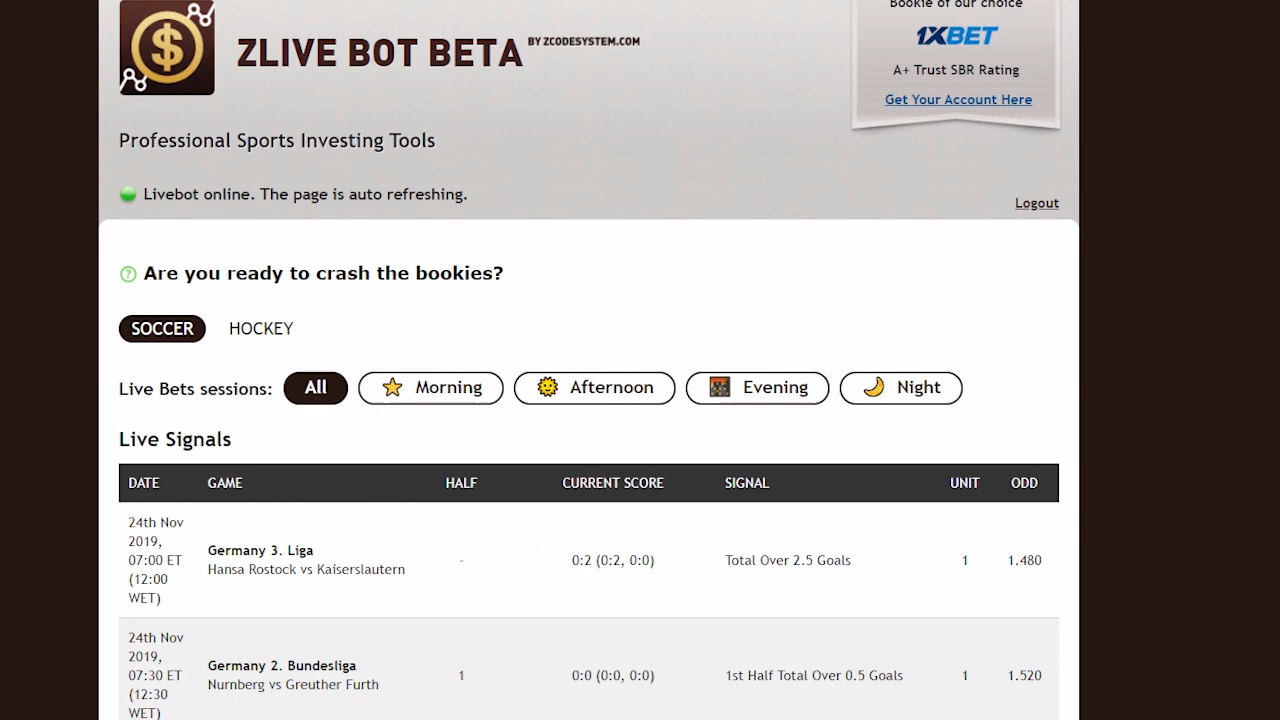 Bookie of our choice
1XBET
A+ Trust SBR Rating
Get Your Account Here
ZLIVE BOT BETA BY ZCODESYSTEM.COM
Professional Sports Investing Tools
Livebot online. The page is auto refreshing.
Logout
Are you ready to crash the bookies?
SOCCER HOCKEY
Live Bets sessions: All Morning Afternoon Evening Night
Live Signals
DATE GAME HALF CURRENT SCORE SIGNAL UNIT ODD
24th Nov
2019,
07:00 ET
(12:00
WET)
Germany 3. Liga
Hansa Rostock vs Kaiserslautern
- 0:2 (0:2, 0:0) Total Over 2.5 Goals 1 1.480
24th Nov
2019,
07:30 ET
(12:30
WET)
Germany 2. Bundesliga
Nurnberg vs Greuther Furth
1 0:0 (0:0, 0:0) 1st Half Total Over 0.5 Goals 1 1.520